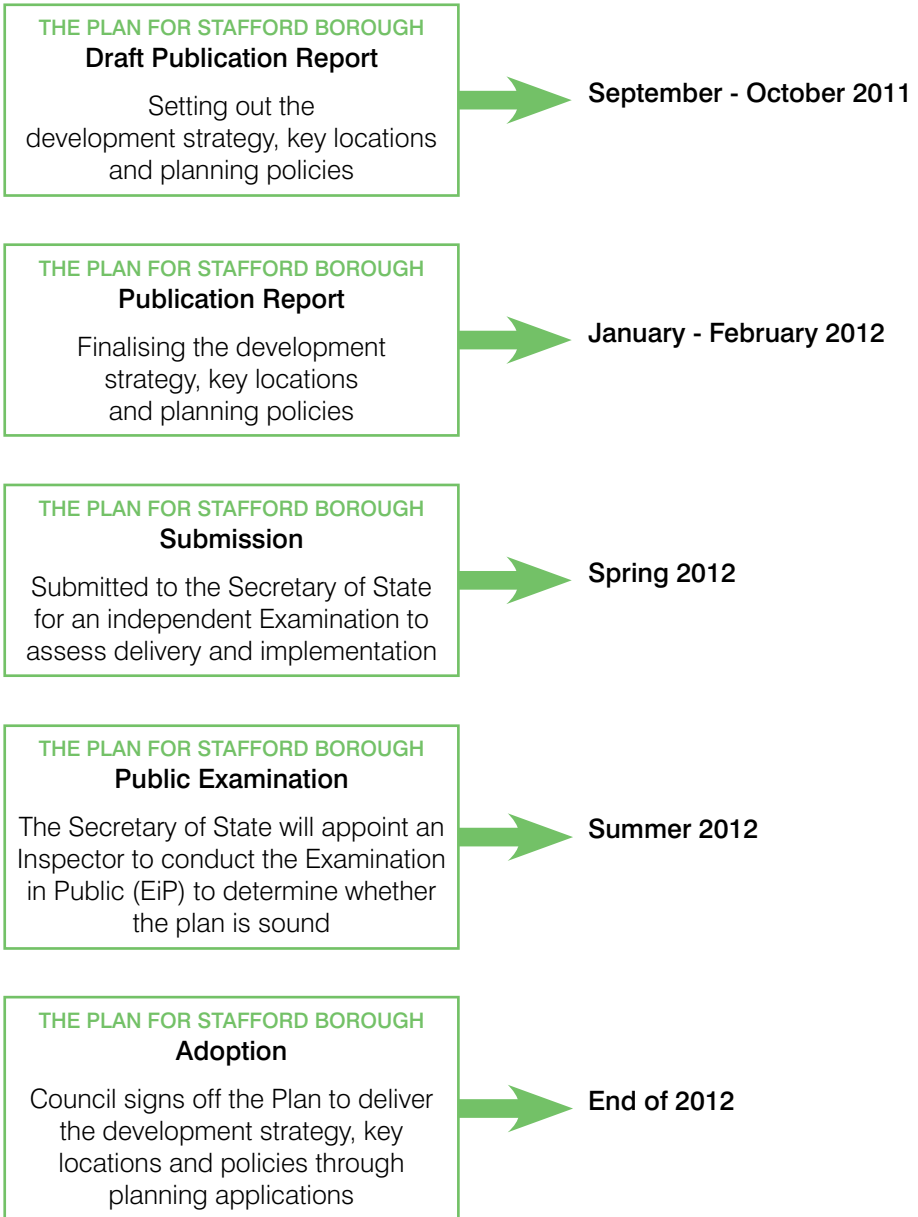 THE PLAN FOR STAFFORD BOROUGH
Draft Publication Report
Setting out the
development strategy, key locations
and planning policies
September - October 2011
THE PLAN FOR STAFFORD BOROUGH
Publication Report
Finalising the development
strategy, key locations
and planning policies
January - February 2012
THE PLAN FOR STAFFORD BOROUGH
Submission
Submitted to the Secretary of State
for an independent Examination to
assess delivery and implementation
Spring 2012
THE PLAN FOR STAFFORD BOROUGH
Public Examination
The Secretary of State will appoint an
Inspector to conduct the Examination
in Public (EiP) to determine whether
the plan is sound
Summer 2012
THE PLAN FOR STAFFORD BOROUGH
Adoption
Council signs off the Plan to deliver
the development strategy, key
locations and policies through
planning applications
End of 2012